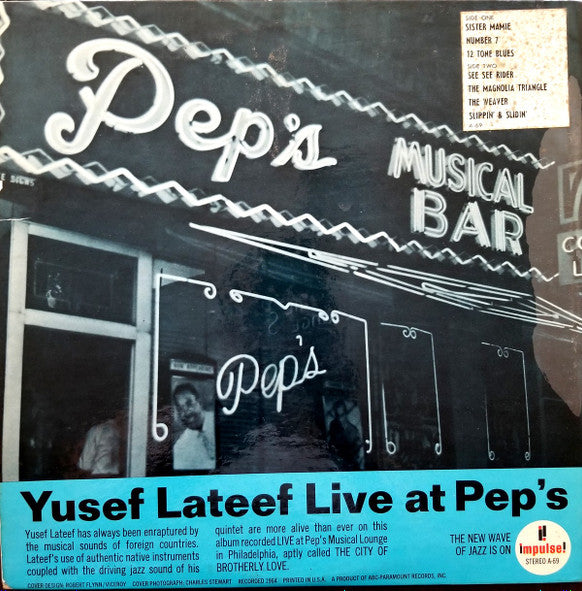 SIDE ONE
SISTER MAMIE
NUMBER 7
12 TONE BLUES
SIDE TWO
SEE SEE RIDER
THE MAGNOLIA TRIANGLE
THE WEAVER
SLIPPIN' & SLIDIN'
A-69
Pep's
MUSICAL
BAR
E SIGNS
CO
L
Pep's
Yusef Lateef Live at Pep's
Yusef Lateef has always been enraptured by
the musical sounds of foreign countries.
Lateef's use of authentic native instruments
coupled with the driving jazz sound of his
quintet are more alive than ever on this
album recorded LIVE at Pep's Musical Lounge
in Philadelphia, aptly called THE CITY OF
BROTHERLY LOVE.
THE NEW WAVE
OF JAZZ IS ON
impulse!
STEREO A-69
COVER DESIGN: ROBERT FLYNN/VICEROY COVER PHOTOGRAPH: CHARLES STEWART RECORDED 1964 PRINTED IN U.S.A. A PRODUCT OF ABC-PARAMOUNT RECORDS, INC.